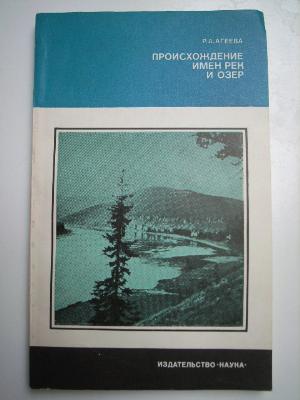 Р. А. АГЕЕВА
ПРОИСХОЖДЕНИЕ
ИМЕН РЕК
И ОЗЕР
ИЗДАТЕЛЬСТВО «НАУКА»